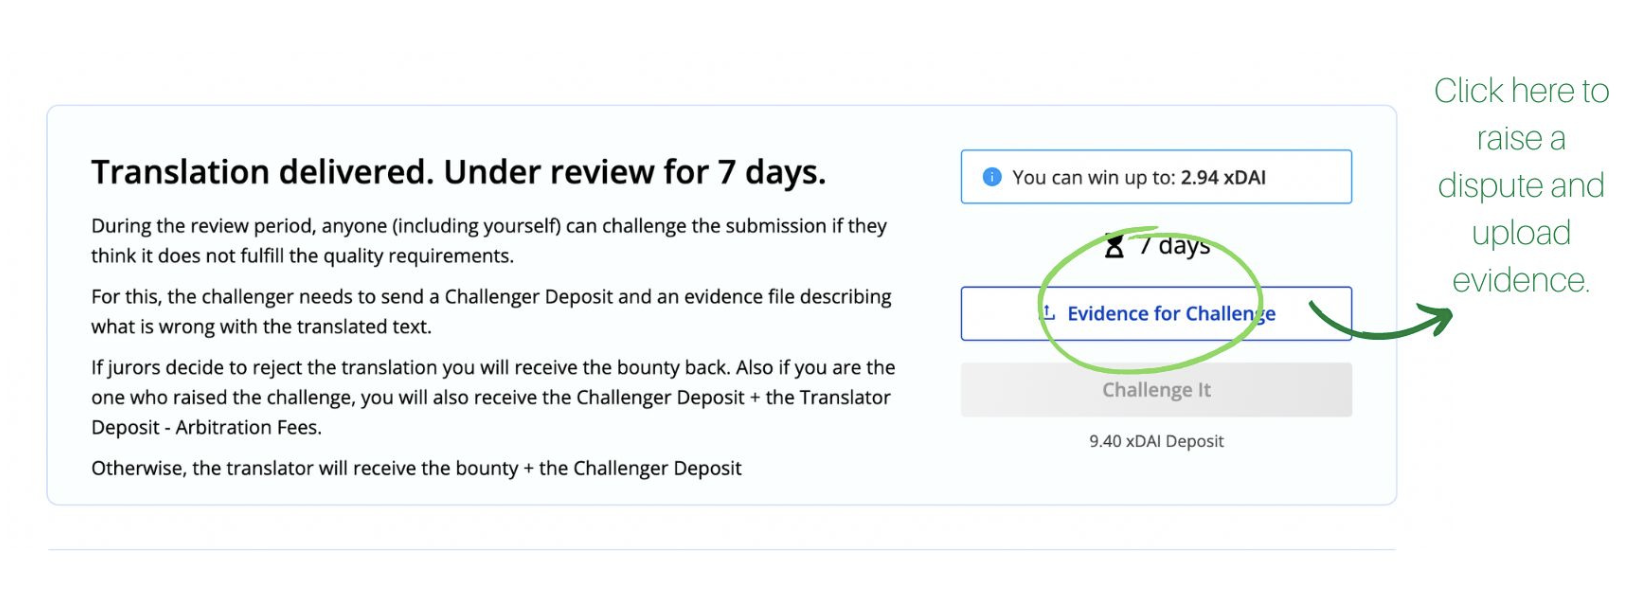 Translation delivered. Under review for 7 days.
During the review period, anyone (including yourself) can challenge the submission if they
think it does not fulfill the quality requirements.
For this, the challenger needs to send a Challenger Deposit and an evidence file describing
what is wrong with the translated text.
If jurors decide to reject the translation you will receive the bounty back. Also if you are the
one who raised the challenge, you will also receive the Challenger Deposit + the Translator
Deposit - Arbitration Fees.
Otherwise, the translator will receive the bounty + the Challenger Deposit
You can win up to: 2.94 xDAI
7 days
Evidence for Challenge
Challenge It
9.40 xDAI Deposit
Click here to
raise a
dispute and
upload
evidence.